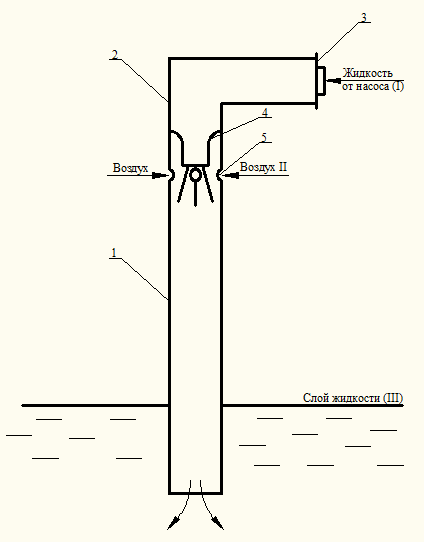 3
2
Жидкость
от насоса (I)
4
5
Воздух
Воздух II
1
Слой жидкости (III)